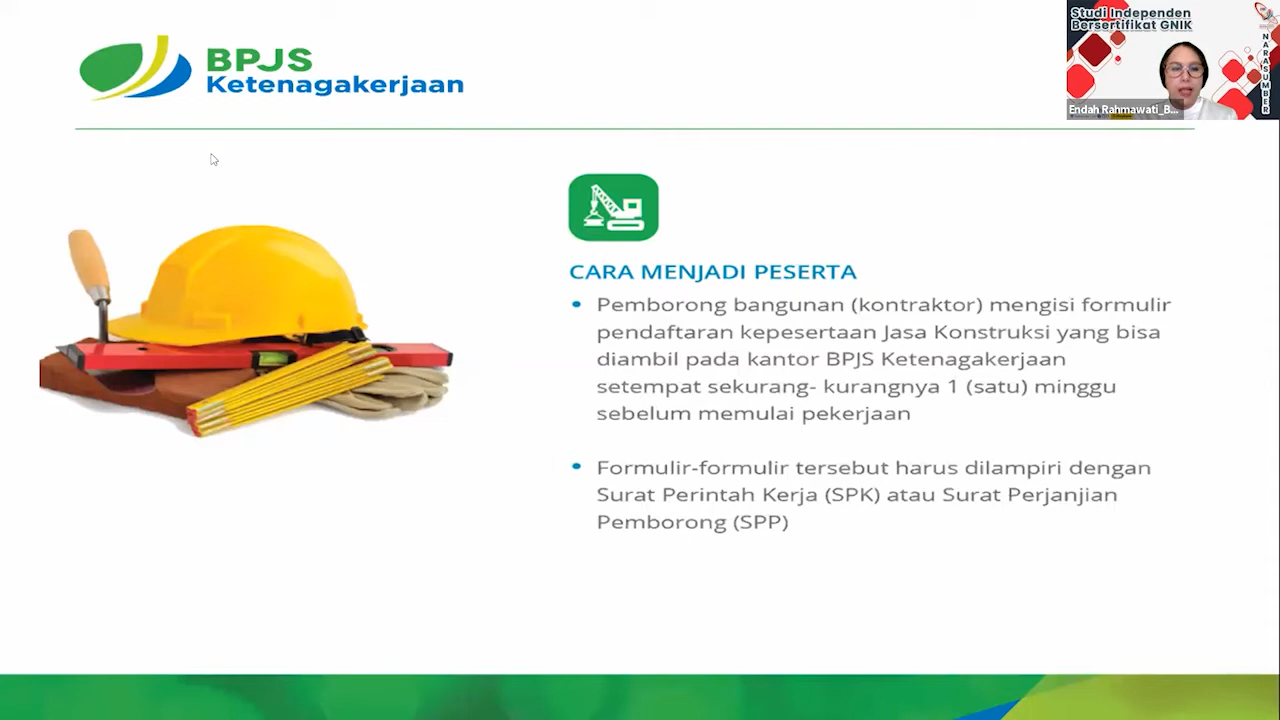 BPJS
Ketenagakerjaan
Studi Independen
Bersertifikat GNIK
NARASUMBER
Endah Rahmawati_B...
CARA MENJADI PESERTA
• Pemborong bangunan (kontraktor) mengisi formulir
pendaftaran kepesertaan Jasa Konstruksi yang bisa
diambil pada kantor BPJS Ketenagakerjaan
setempat sekurang- kurangnya 1 (satu) minggu
sebelum memulai pekerjaan
• Formulir-formulir tersebut harus dilampiri dengan
Surat Perintah Kerja (SPK) atau Surat Perjanjian
Pemborong (SPP)